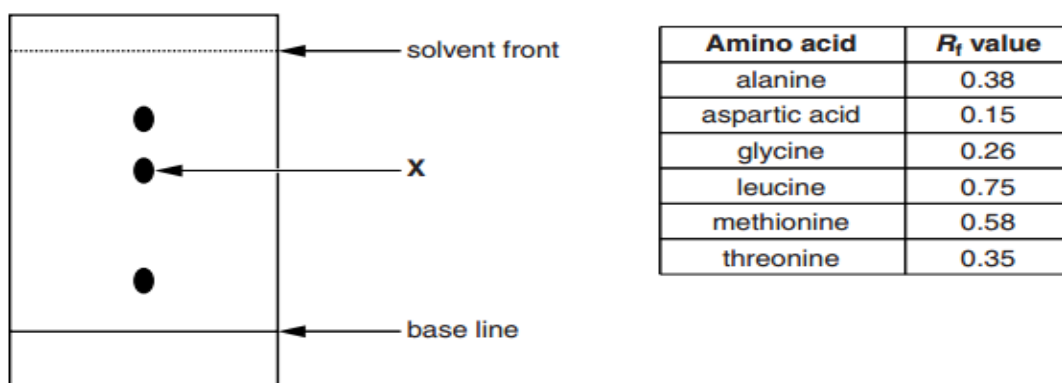 solvent front
X
base line
Amino acid R_f value
alanine 0.38
aspartic acid 0.15
glycine 0.26
leucine 0.75
methionine 0.58
threonine 0.35